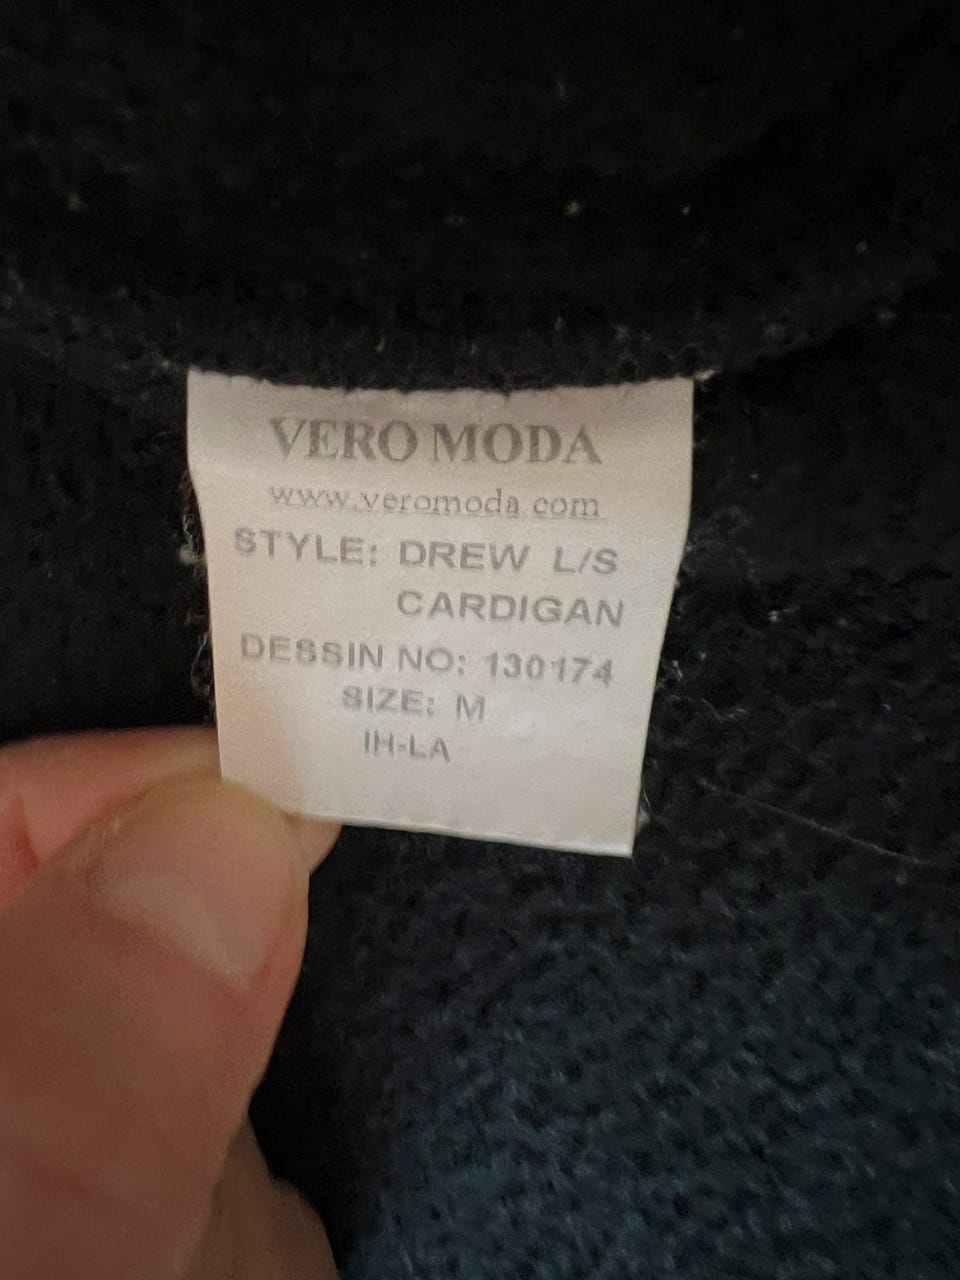 VERO MODA
www.veromoda.com
STYLE: DREW L/S
CARDIGAN
DESSIN NO: 130174
SIZE: M
IH-LA